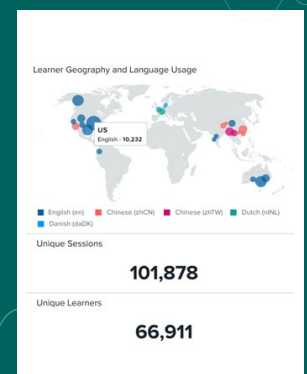 Learner Geography and Language Usage
US
English - 10,232
English (en)
Chinese (zhCN)
Chinese (zhTW)
Dutch (nlNL)
Danish (daDK)
Unique Sessions
101,878
Unique Learners
66,911